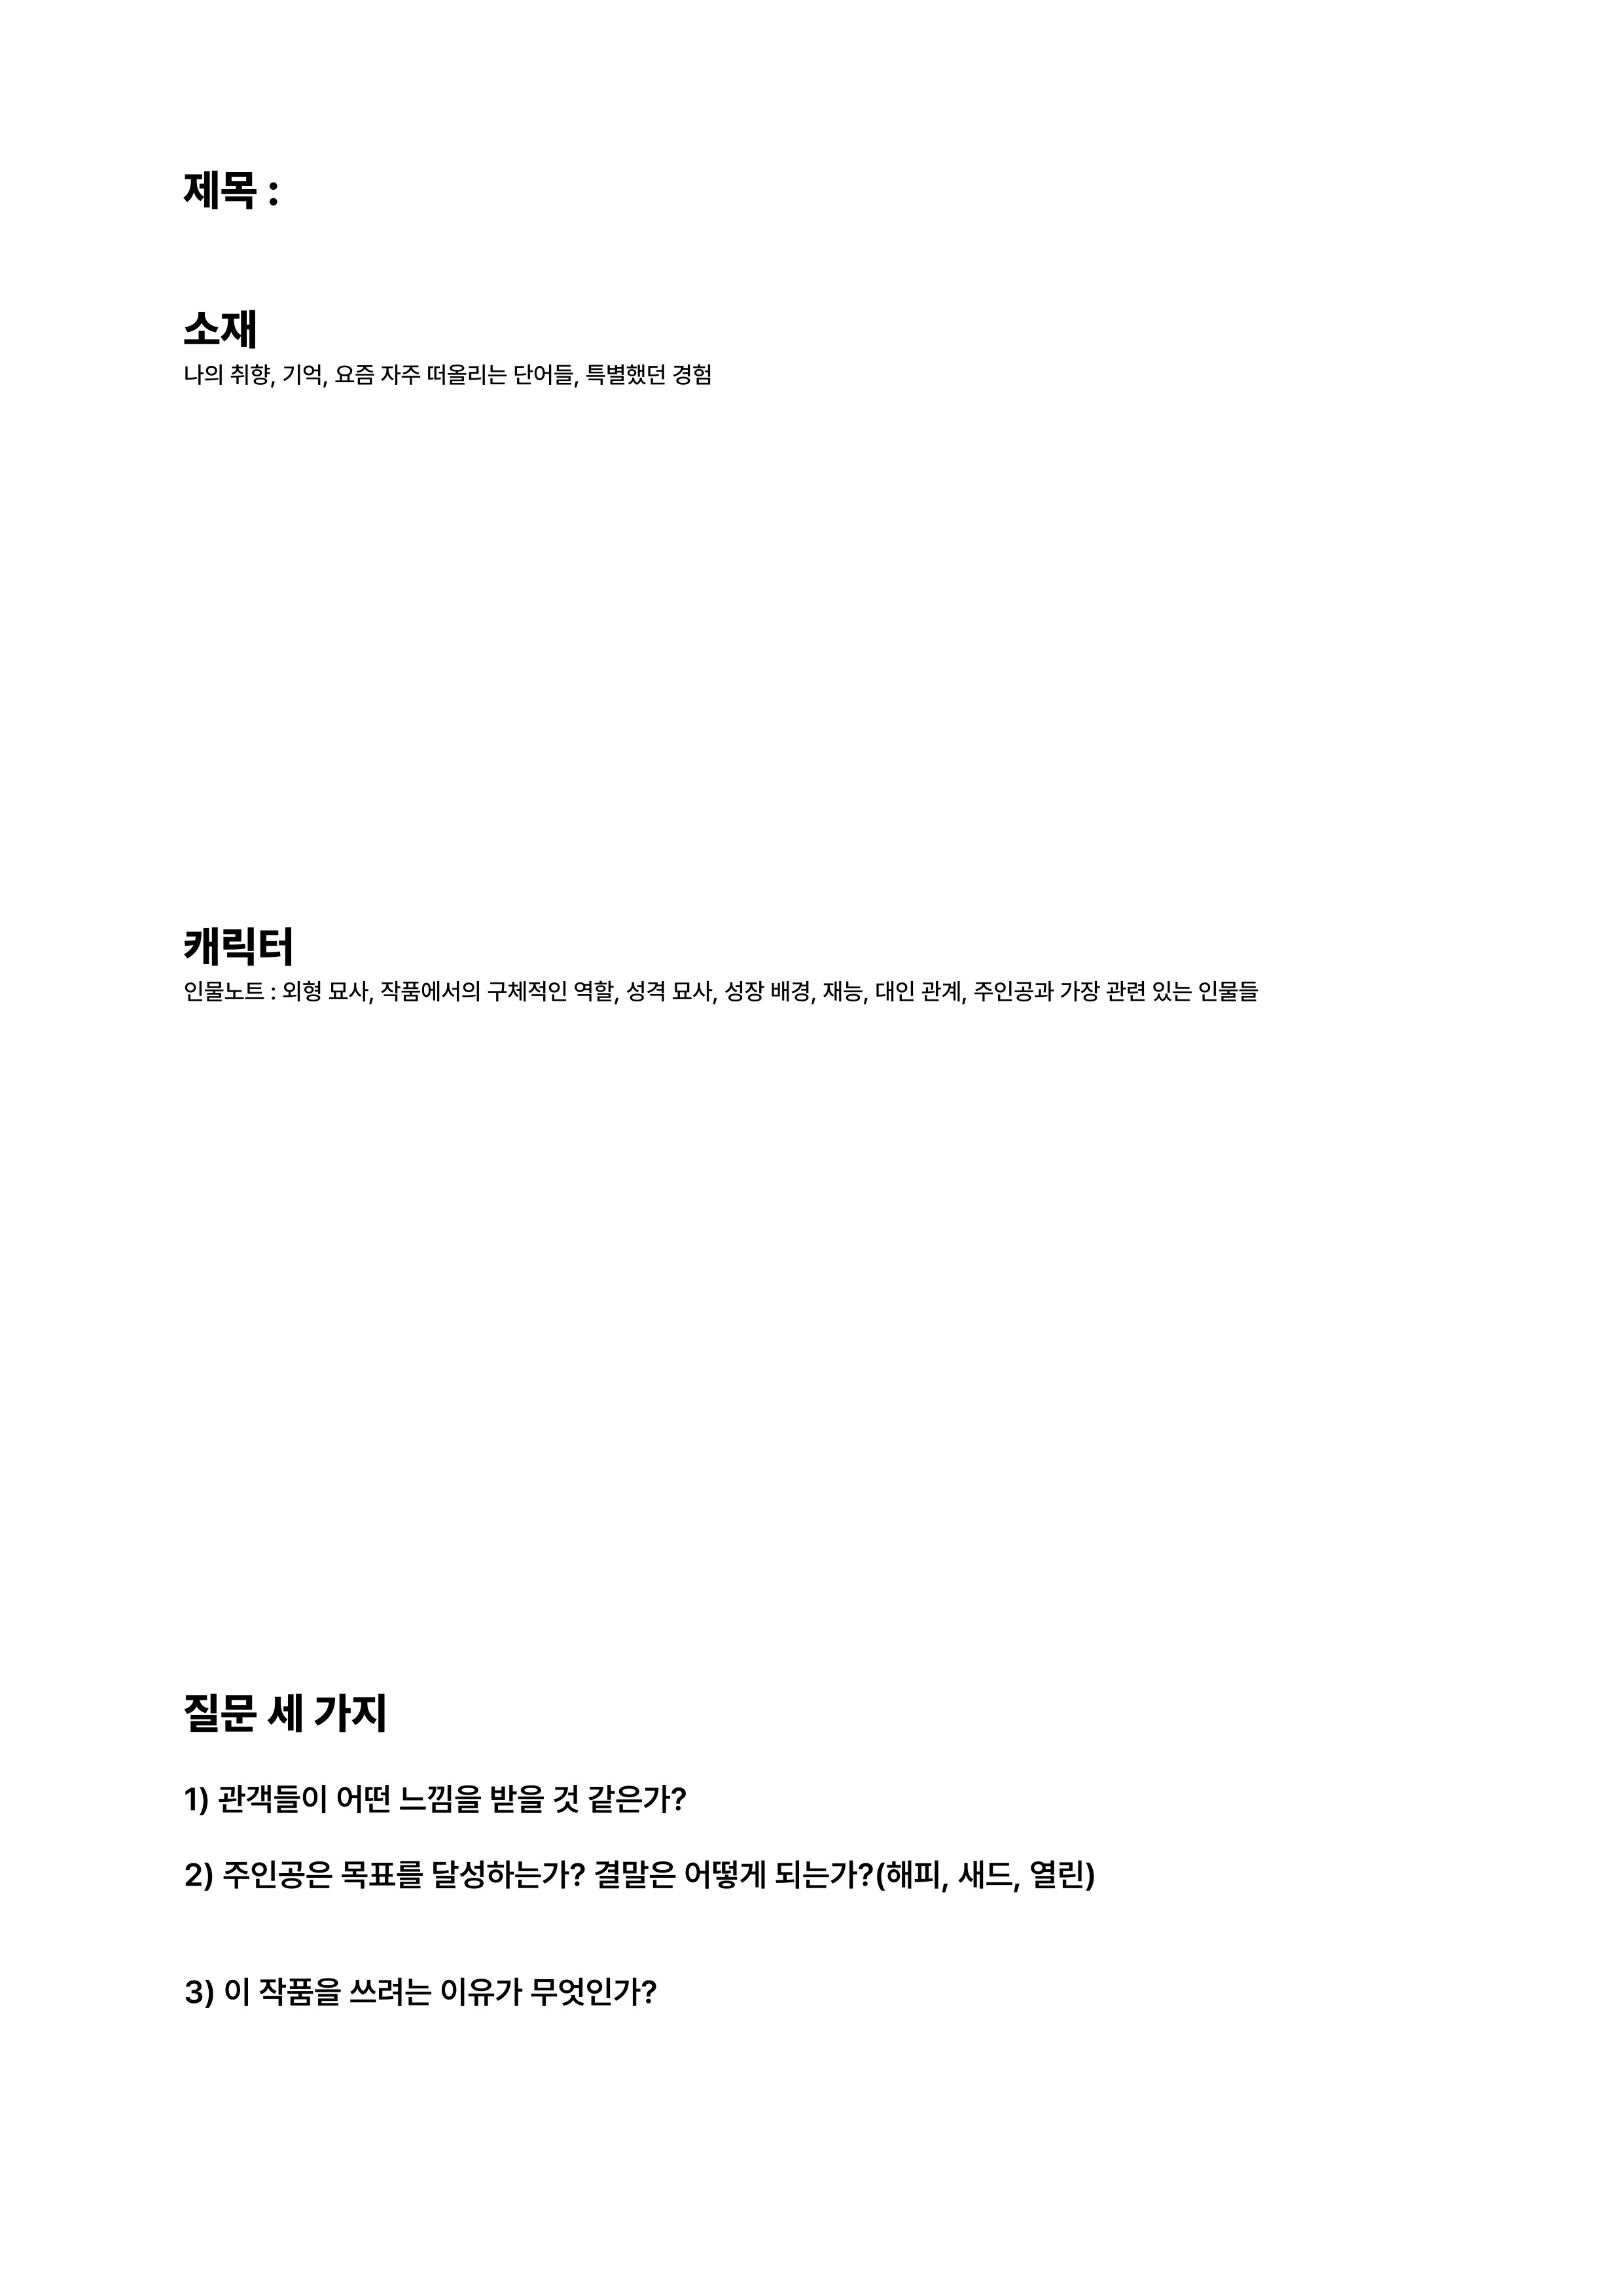 제목 :
소재
나의 취향, 기억, 요즘 자주 떠올리는 단어들, 특별했던 경험
캐릭터
인물노트 : 외형 묘사, 작품에서의 구체적인 역할, 성격 묘사, 성장 배경, 재능, 대인 관계, 주인공과 가장 관련 있는 인물들
질문 세 가지
1) 관객들이 어떤 느낌을 받을 것 같은가?
2) 주인공은 목표를 달성하는가? 결말은 어떻게 되는가?(해피, 새드, 열린)
3) 이 작품을 쓰려는 이유가 무엇인가?